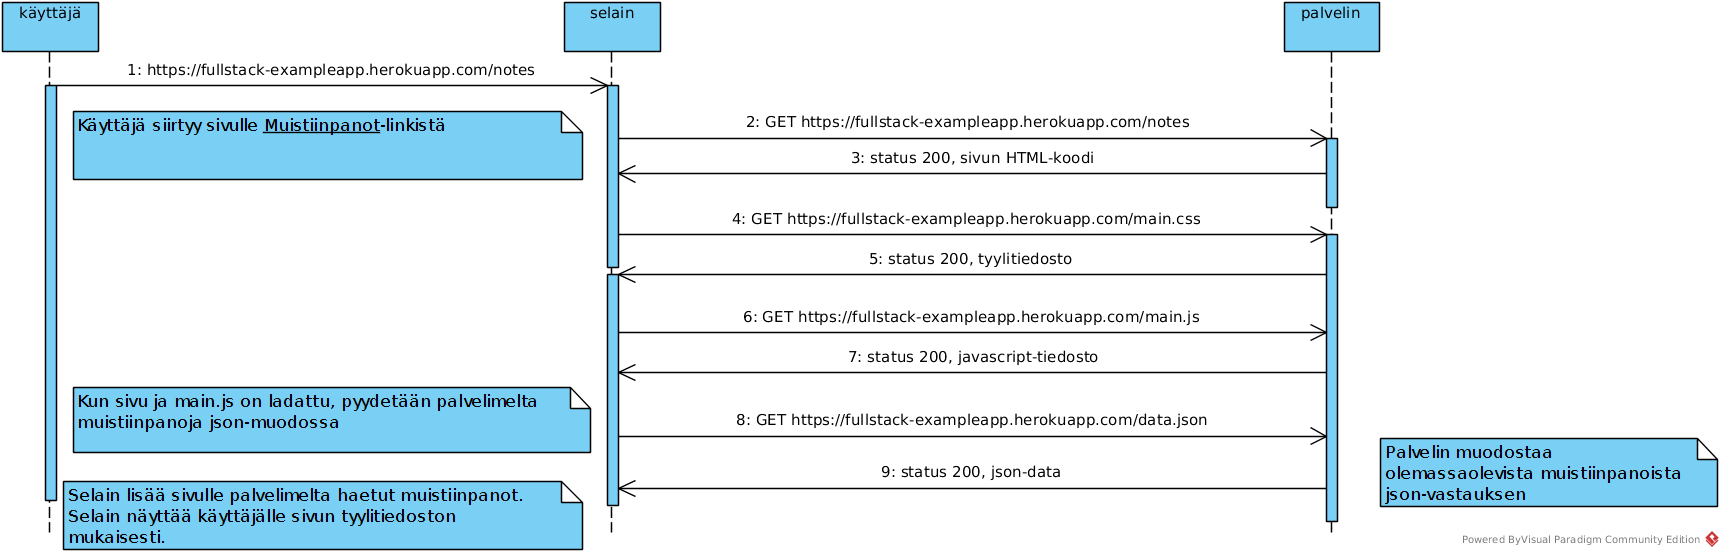 käyttäjä
selain
palvelin
1: https://fullstack-exampleapp.herokuapp.com/notes
Käyttäjä siirtyy sivulle Muistiinpanot-linkistä
2: GET https://fullstack-exampleapp.herokuapp.com/notes
3: status 200, sivun HTML-koodi
4: GET https://fullstack-exampleapp.herokuapp.com/main.css
5: status 200, tyylitiedosto
6: GET https://fullstack-exampleapp.herokuapp.com/main.js
7: status 200, javascript-tiedosto
Kun sivu ja main.js on ladattu, pyydetään palvelimelta
muistiinpanoja json-muodossa
8: GET https://fullstack-exampleapp.herokuapp.com/data.json
Palvelin muodostaa
olemassaolevista muistiinpanoista
json-vastauksen
9: status 200, json-data
Selain lisää sivulle palvelimelta haetut muistiinpanot.
Selain näyttää käyttäjälle sivun tyylitiedoston
mukaisesti.
Powered ByVisual Paradigm Community Edition